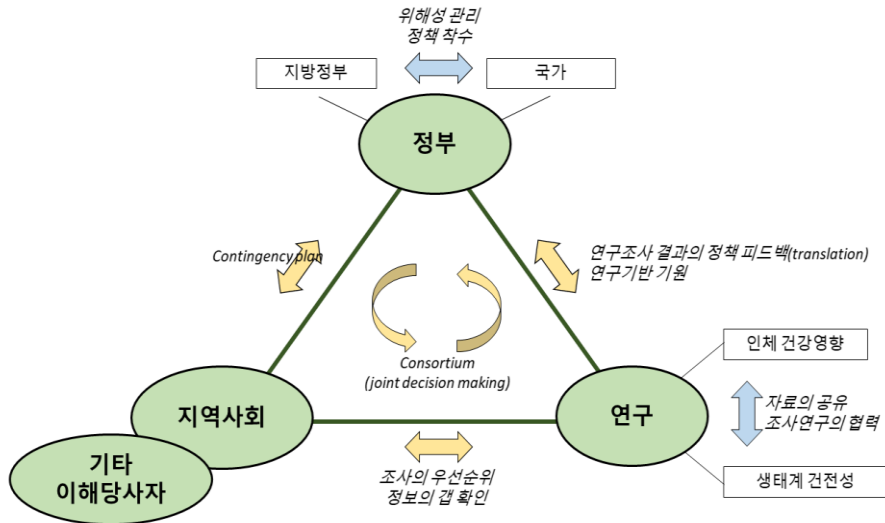 위해성 관리
정책 착수
지방정부
국가
정부
Contingency plan
연구조사 결과의 정책 피드백(translation)
연구기반 기원
Consortium
(joint decision making)
인체 건강영향
지역사회
연구
자료의 공유
조사연구의 협력
기타
이해당사자
조사의 우선순위
정보의 갭 확인
생태계 건전성